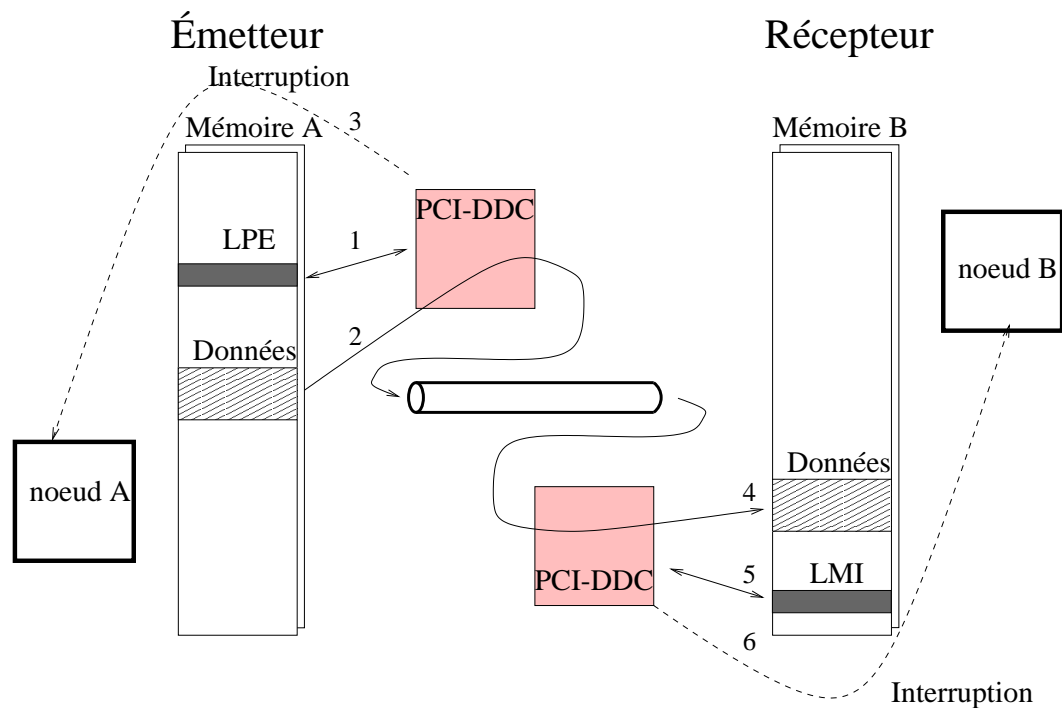 Émetteur
Récepteur
Interruption
3
Mémoire A
Mémoire B
PCI-DDC
LPE
1
noeud B
2
Données
Données
noeud A
4
PCI-DDC
5
LMI
6
Interruption